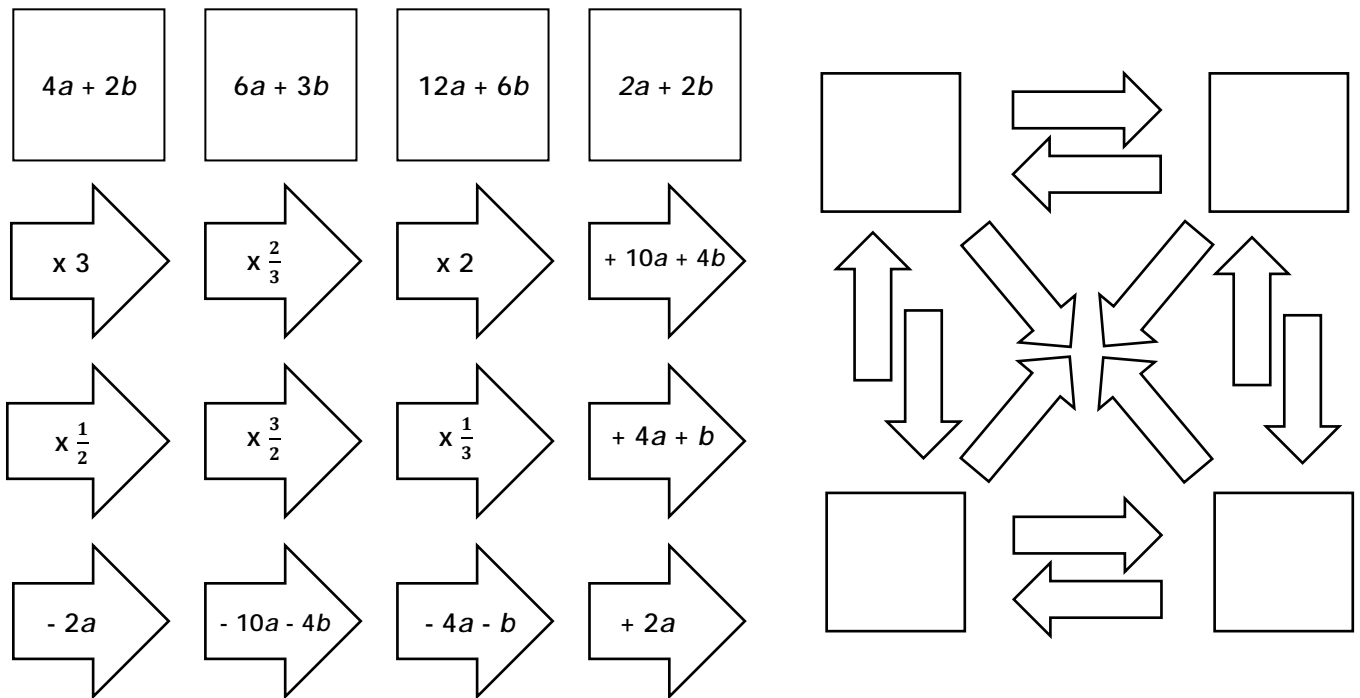 4a + 2b
6a + 3b
12a + 6b
2a + 2b
x 3
x 2/3
x 2
+ 10a + 4b
x 1/2
x 3/2
x 1/3
+ 4a + b
- 2a
- 10a - 4b
- 4a - b
+ 2a